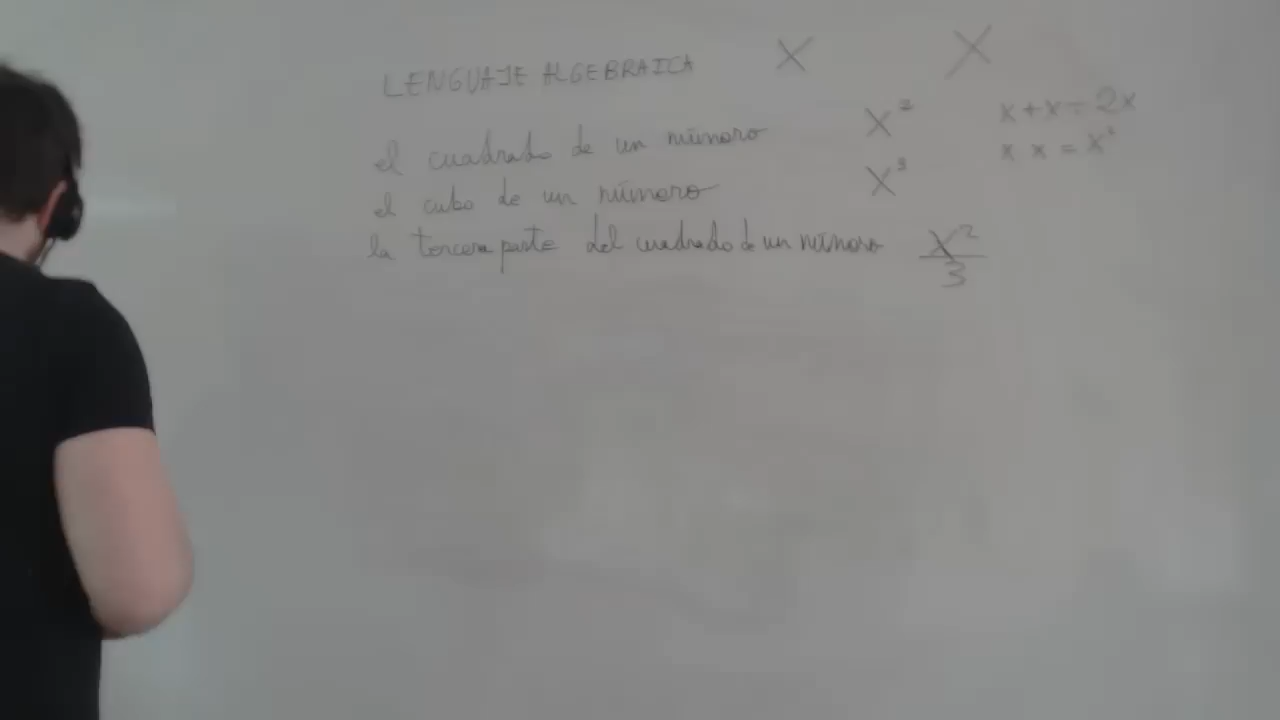 LENGUAJE ALGEBRAICA X X
el cuadrado de un número x²
x+x=2x
x x = x²
el cubo de un número x³
la tercera parte del cuadrado de un número x²/3